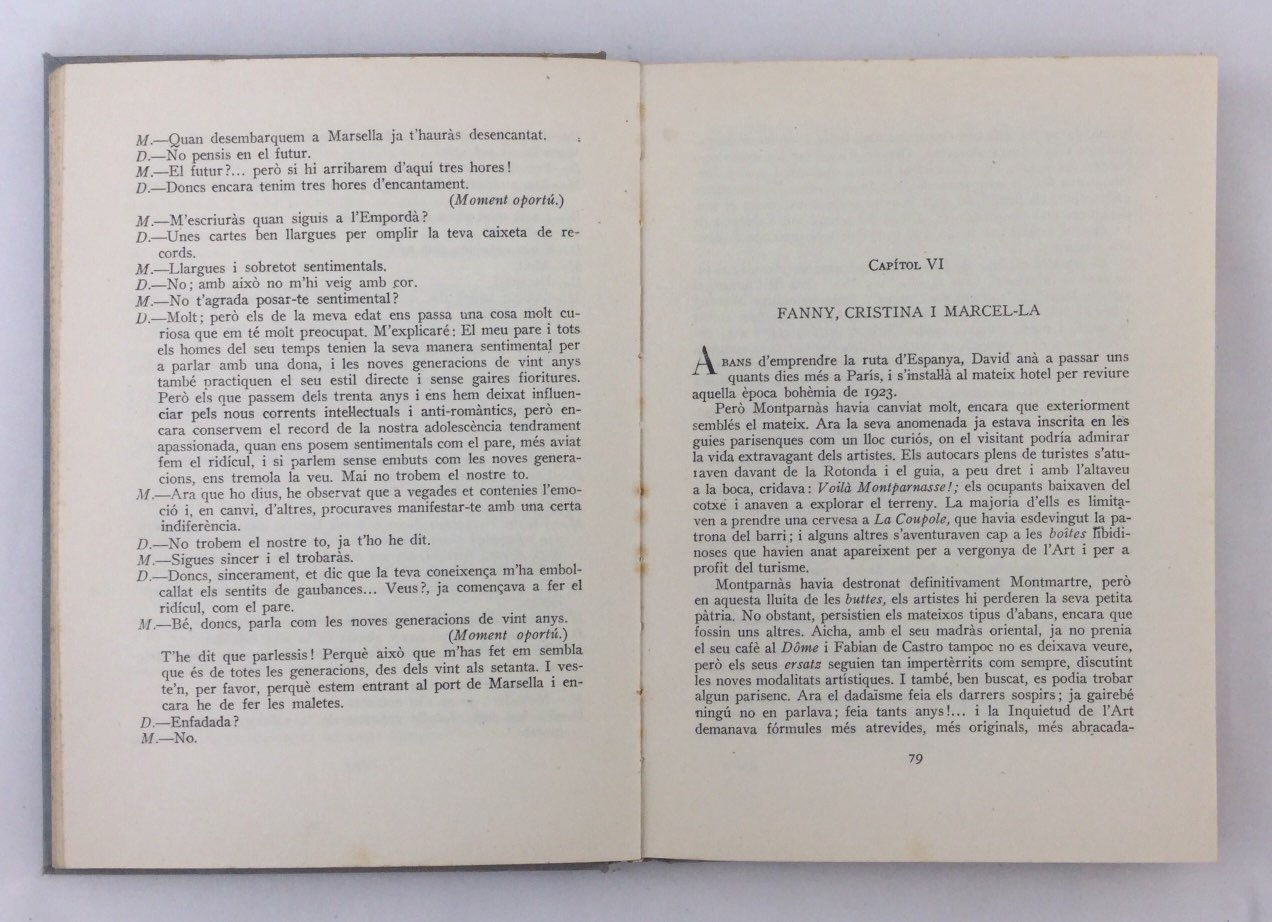 M.—Quan desembarquem a Marsella ja t'hauràs desencantat.
D.—No pensis en el futur.
M.—El futur?... però si hi arribarem d'aquí tres hores!
D.—Doncs encara tenim tres hores d'encantament.
(Moment oportú.)
M.—M'escriuràs quan siguis a l'Empordà?
D.—Unes cartes ben llargues per omplir la teva caixeta de re-
cords.
M.—Llargues i sobretot sentimentals.
D.—No; amb això no m'hi veig amb cor.
M.—No t'agrada posar-te sentimental?
D.—Molt; però els de la meva edat ens passa una cosa molt cu-
riosa que em té molt preocupat. M'explicaré: El meu pare i tots
els homes del seu temps tenien la seva manera sentimental per
a parlar amb una dona, i les noves generacions de vint anys
també practiquen el seu estil directe i sense gaires fioritures.
Però els que passem dels trenta anys i ens hem deixat influen-
ciar pels nous corrents intel·lectuals i anti-romàntics, però en-
cara conservem el record de la nostra adolescència tendrament
apassionada, quan ens posem sentimentals com el pare, més aviat
fem el ridícul, i si parlem sense embuts com les noves genera-
cions, ens tremola la veu. Mai no trobem el nostre to.
M.—Ara que ho dius, he observat que a vegades et contenies l'emo-
ció i, en canvi, d'altres, procuraves manifestar-te amb una certa
indiferència.
D.—No trobem el nostre to, ja t'ho he dit.
M.—Sigues sincer i el trobaràs.
D.—Doncs, sincerament, et dic que la teva coneixença m'ha embol-
callat els sentits de gaubances... Veus?, ja començava a fer el
ridícul, com el pare.
M.—Bé, doncs, parla com les noves generacions de vint anys.
(Moment oportú.)
T'he dit que parlessis! Perquè això que m'has fet em sembla
que és de totes les generacions, des dels vint als setanta. I ves-
te'n, per favor, perquè estem entrant al port de Marsella i en-
cara he de fer les maletes.
D.—Enfadada?
M.—No.
Capítol VI
FANNY, CRISTINA I MARCEL-LA
Abans d'emprendre la ruta d'Espanya, David anà a passar uns
quants dies més a París, i s'instal·là al mateix hotel per reviure
aquella època bohèmia de 1923.
Però Montparnàs havia canviat molt, encara que exteriorment
semblés el mateix. Ara la seva anomenada ja estava inscrita en les
guies parisenques com un lloc curiós, on el visitant podría admirar
la vida extravagant dels artistes. Els autocars plens de turistes s'atu-
raven davant de la Rotonda i el guia, a peu dret i amb l'altaveu
a la boca, cridava: Voilà Montparnasse!; els ocupants baixaven del
cotxe i anaven a explorar el terreny. La majoria d'ells es limita-
ven a prendre una cervesa a La Coupole, que havia esdevingut la pa-
trona del barri; i alguns altres s'aventuraven cap a les boîtes libidi-
noses que havien anat apareixent per a vergonya de l'Art i per a
profit del turisme.
Montparnàs havia destronat definitivament Montmartre, però
en aquesta lluita de les buttes, els artistes hi perderen la seva petita
pàtria. No obstant, persistien els mateixos tipus d'abans, encara que
fossin uns altres. Aicha, amb el seu madràs oriental, ja no prenia
el seu cafè al Dôme i Fabian de Castro tampoc no es deixava veure,
però els seus ersatz seguien tan impertèrrits com sempre, discutint
les noves modalitats artístiques. I també, ben buscat, es podia trobar
algun parisenc. Ara el dadaïsme feia els darrers sospirs; ja gairebé
ningú no en parlava; feia tants anys!... i la Inquietud de l'Art
demanava fórmules més atrevides, més originals, més abracada-
79